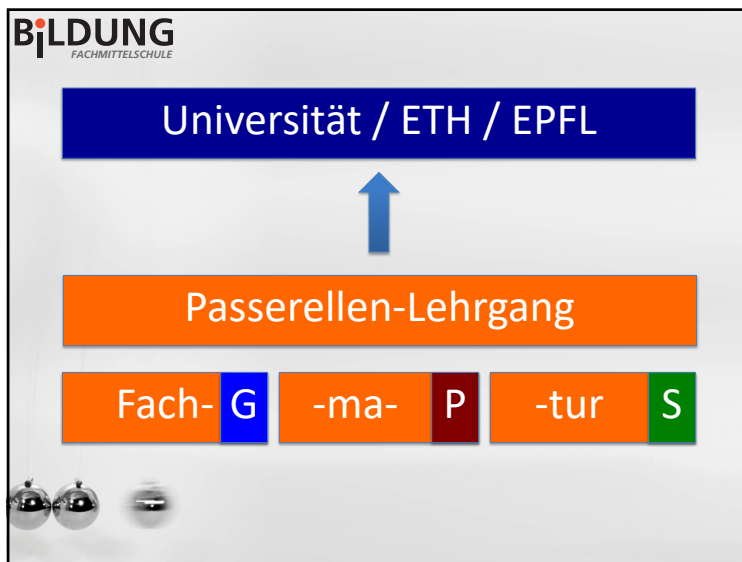 BiLDUNG
FACHMITTELSCHULE
Universität / ETH / EPFL
Passerellen-Lehrgang
Fach- G -ma- P -tur S